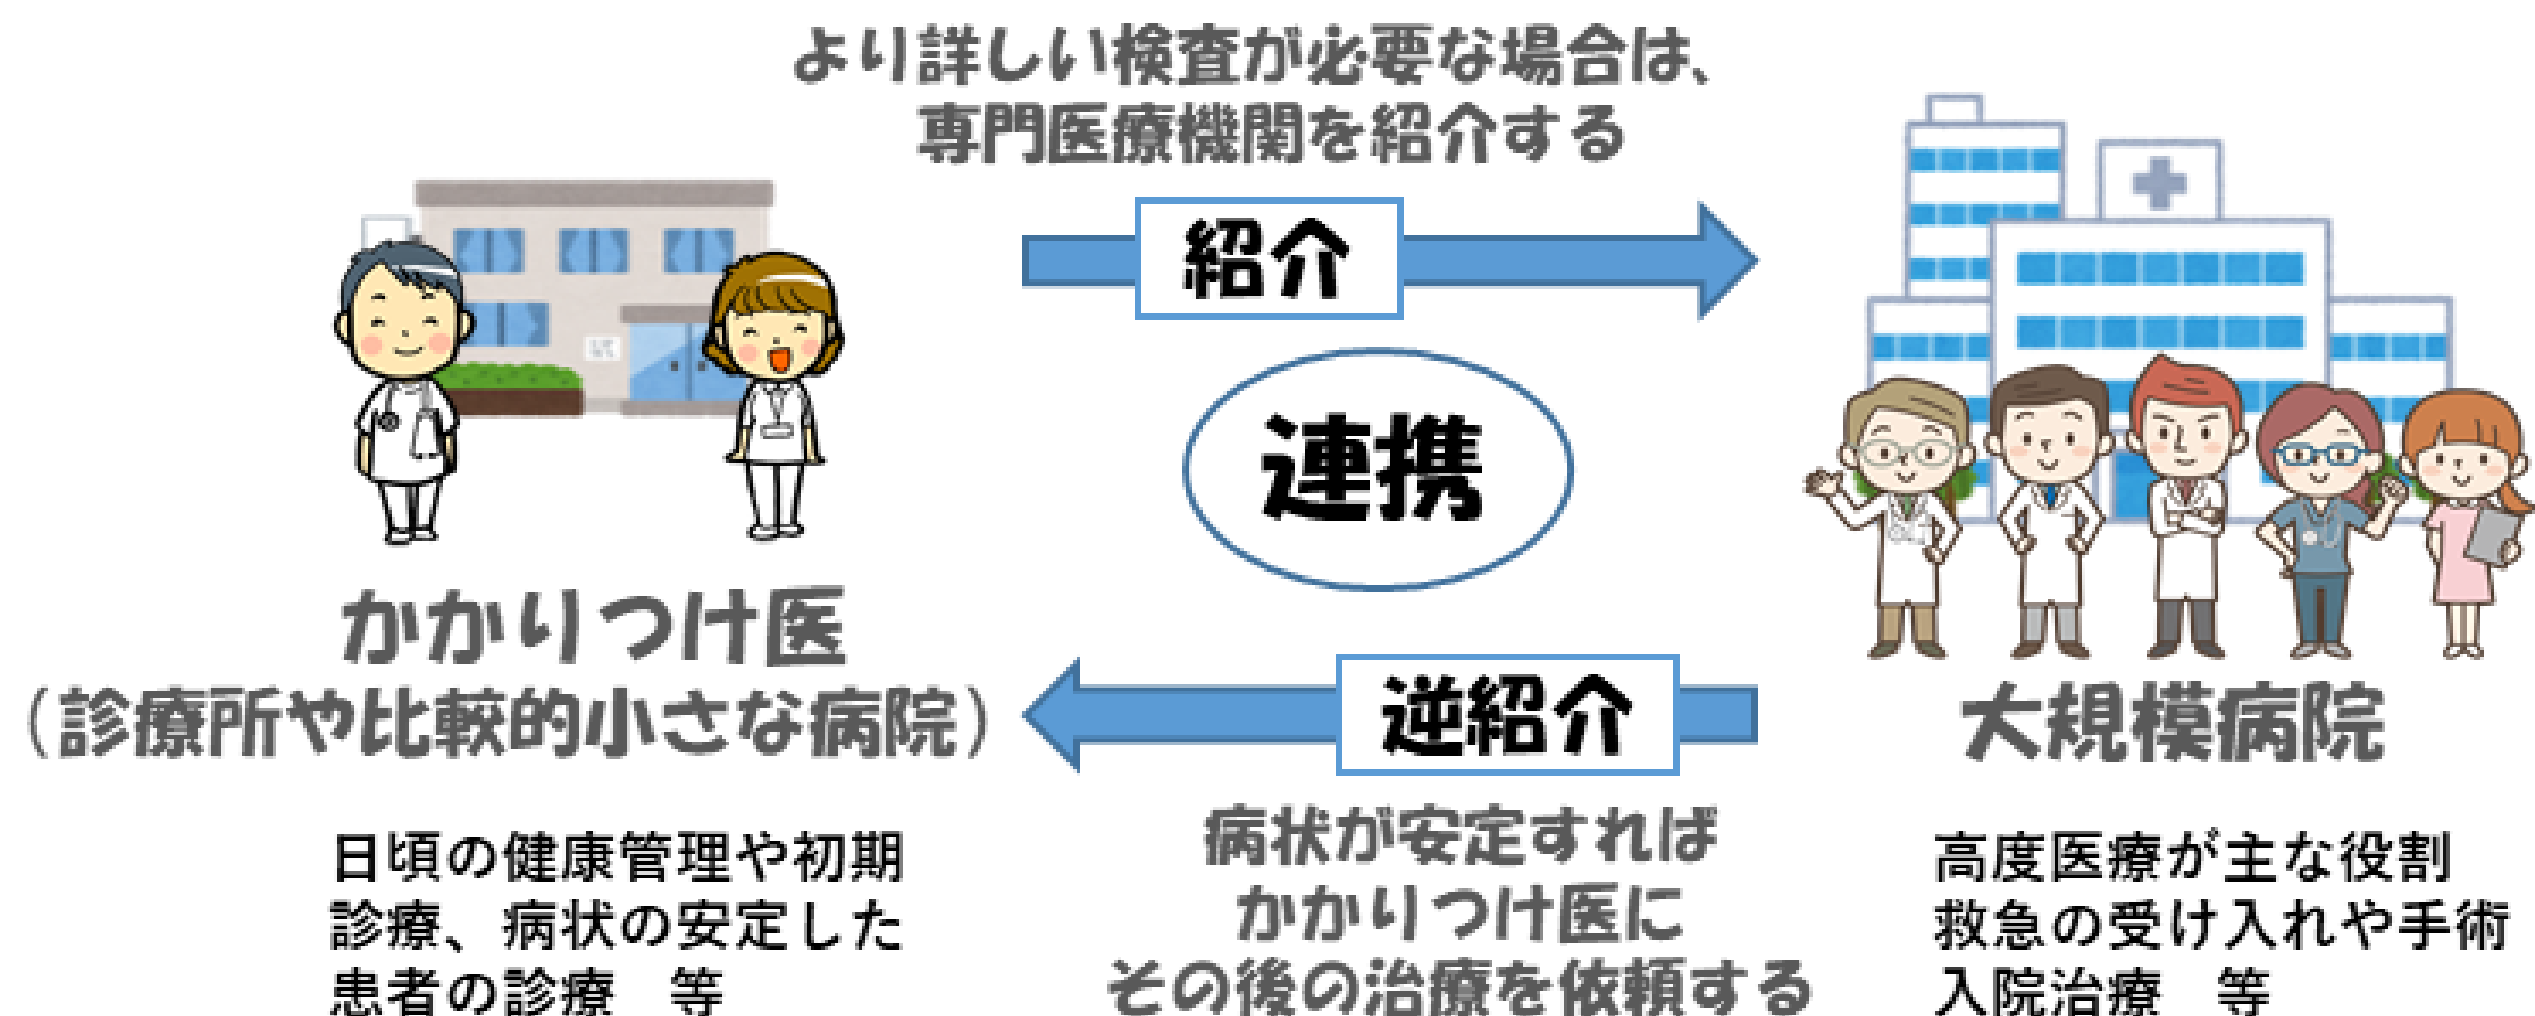 より詳しい検査が必要な場合は、
専門医療機関を紹介する
紹介
連携
かかりつけ医
（診療所や比較的小さな病院）
日頃の健康管理や初期
診療、病状の安定した
患者の診療　等
逆紹介
病状が安定すれば
かかりつけ医に
その後の治療を依頼する
大規模病院
高度医療が主な役割
救急の受け入れや手術
入院治療　等